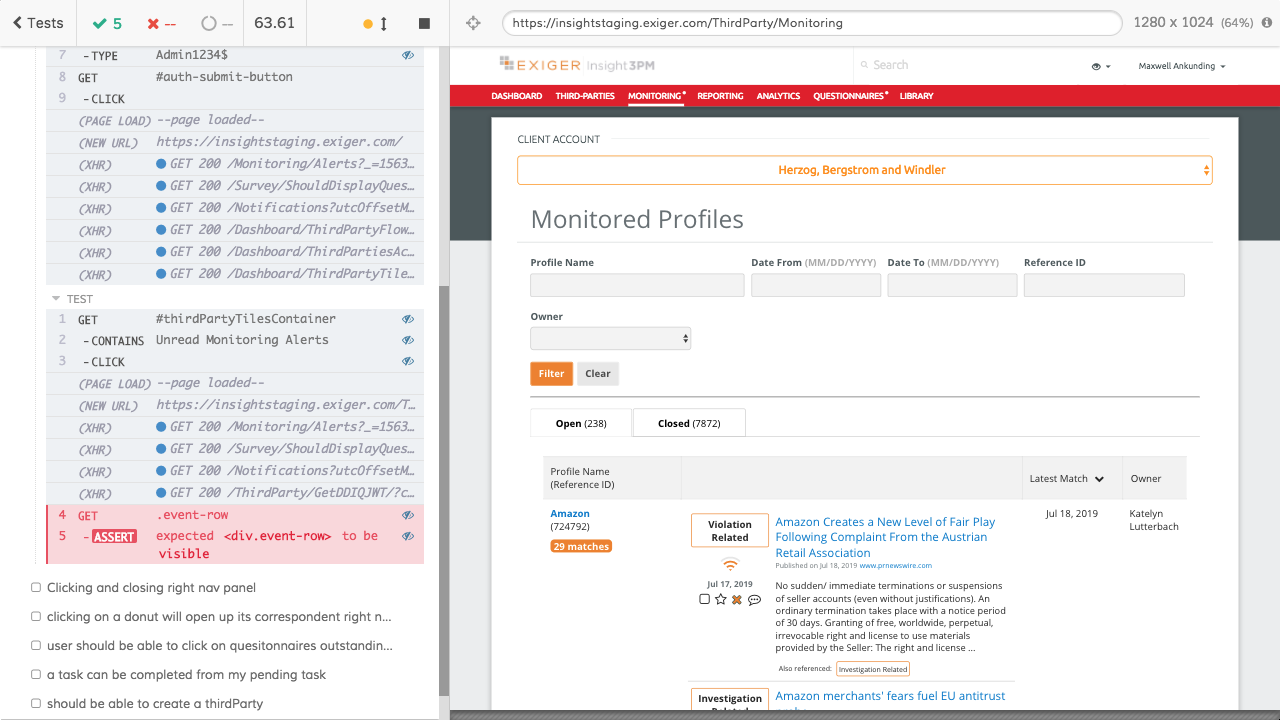 Tests
5
--
--
63.61
https://insightstaging.exiger.com/ThirdParty/Monitoring
1280 x 1024 (64%)
7 -TYPE Admin1234$
8 GET #auth-submit-button
9 -CLICK
(PAGE LOAD) --page loaded--
(NEW URL) https://insightstaging.exiger.com/
(XHR) GET 200 /Monitoring/Alerts?_=1563...
(XHR) GET 200 /Survey/ShouldDisplayQues...
(XHR) GET 200 /Notifications?utcOffsetM...
(XHR) GET 200 /Dashboard/ThirdPartyFlow...
(XHR) GET 200 /Dashboard/ThirdPartiesAc...
(XHR) GET 200 /Dashboard/ThirdPartyTile...
TEST
1 GET #thirdPartyTilesContainer
2 -CONTAINS Unread Monitoring Alerts
3 -CLICK
(PAGE LOAD) --page loaded--
(NEW URL) https://insightstaging.exiger.com/T...
(XHR) GET 200 /Monitoring/Alerts?_=1563...
(XHR) GET 200 /Survey/ShouldDisplayQues...
(XHR) GET 200 /Notifications?utcOffsetM...
(XHR) GET 200 /ThirdParty/GetDDIQJWT/?c...
4 GET .event-row
5 -ASSERT expected <div.event-row> to be
visible
Clicking and closing right nav panel
clicking on a donut will open up its correspondent right n...
user should be able to click on quesitonnaires outstandin...
a task can be completed from my pending task
should be able to create a thirdParty
EXIGER Insight 3PM
Search
Maxwell Ankunding
DASHBOARD THIRD-PARTIES MONITORING REPORTING ANALYTICS QUESTIONNAIRES LIBRARY
CLIENT ACCOUNT
Herzog, Bergstrom and Windler
Monitored Profiles
Profile Name Date From (MM/DD/YYYY) Date To (MM/DD/YYYY) Reference ID
Owner
Filter Clear
Open (238) Closed (7872)
Profile Name
(Reference ID)
Latest Match Owner
Amazon
(724792)
29 matches
Violation
Related
Jul 17, 2019
Amazon Creates a New Level of Fair Play
Following Complaint From the Austrian
Retail Association
Published on Jul 18, 2019 www.prnewswire.com
No sudden/ immediate terminations or suspensions
of seller accounts (even without justifications). An
ordinary termination takes place with a notice period
of 30 days. Granting of free, worldwide, perpetual,
irrevocable right and license to use materials
provided by the Seller: The right and license ...
Also referenced: Investigation Related
Jul 18, 2019
Katelyn
Lutterbach
Investigation
Amazon merchants' fears fuel EU antitrust